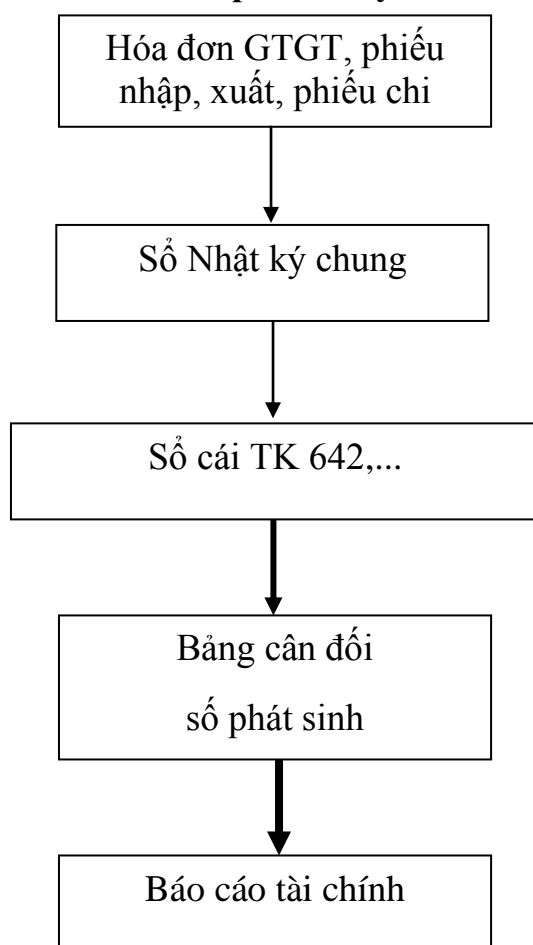 Hóa đơn GTGT, phiếu
nhập, xuất, phiếu chi
Sổ Nhật ký chung
Sổ cái TK 642,...
Bảng cân đối
số phát sinh
Báo cáo tài chính